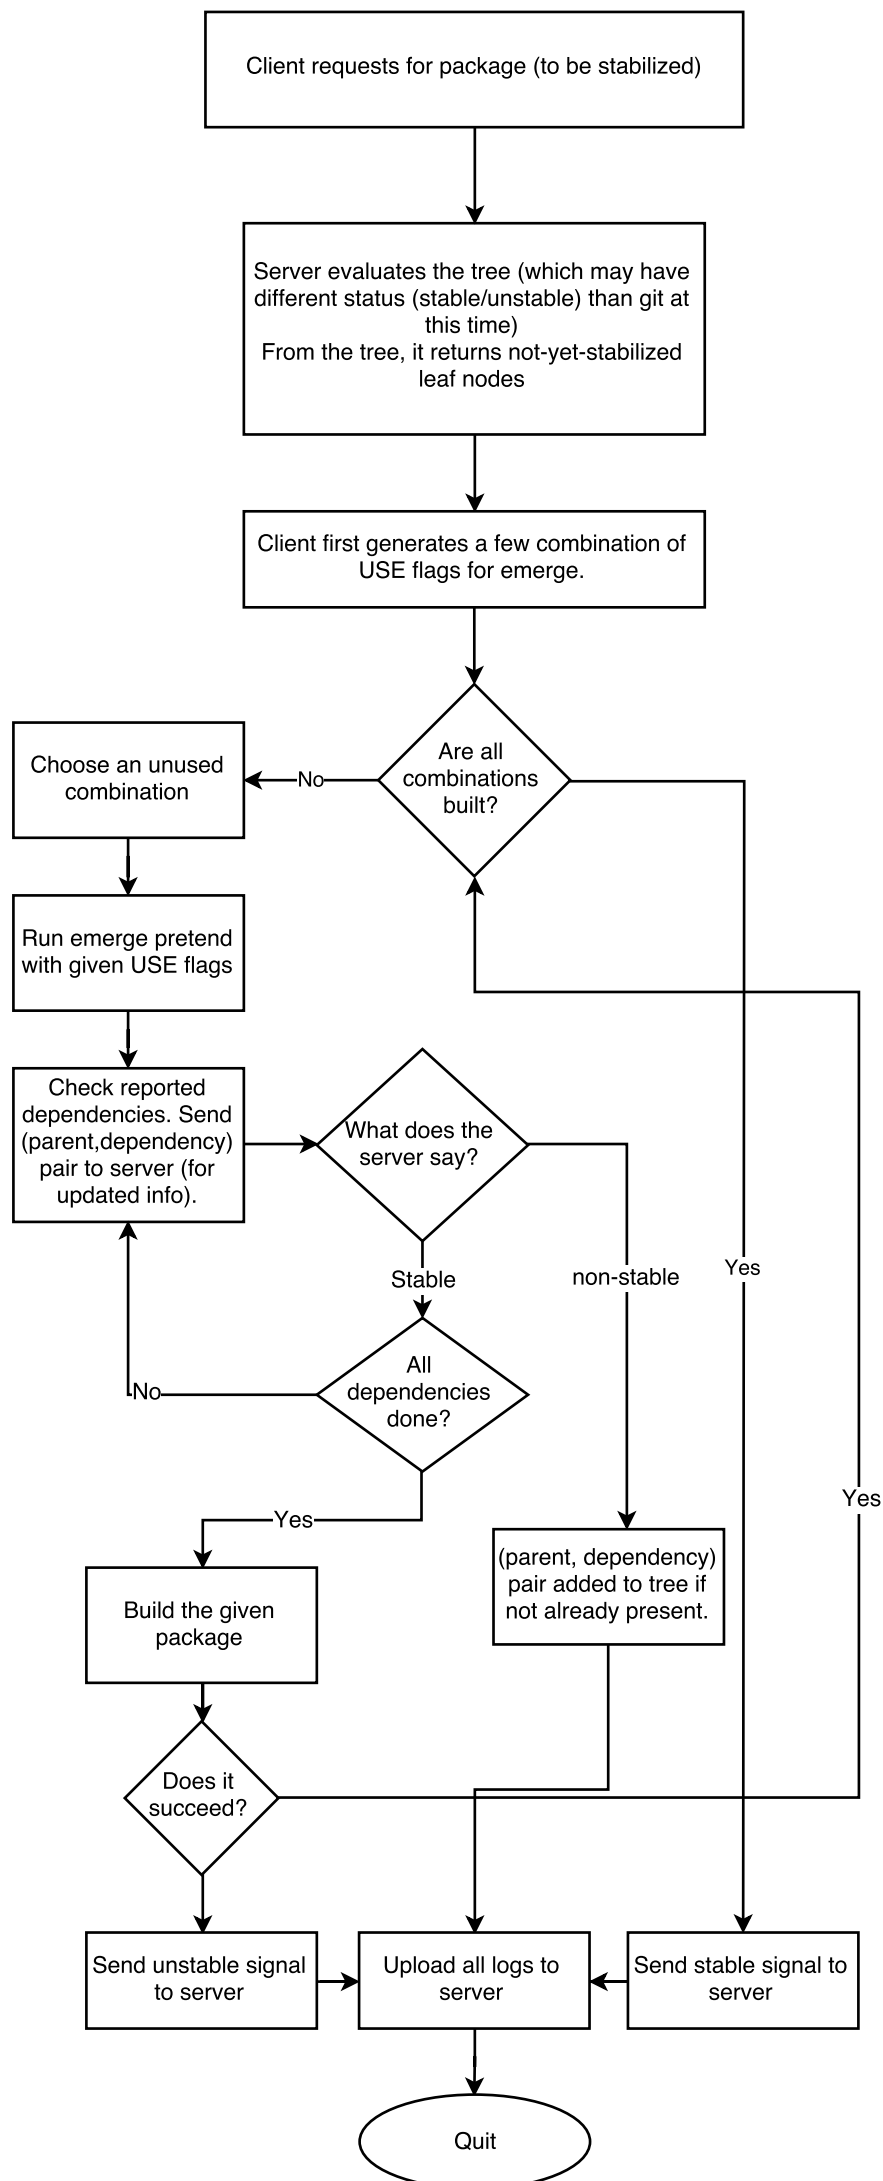 Client requests for package (to be stabilized)
Server evaluates the tree (which may have
different status (stable/unstable) than git at
this time)
From the tree, it returns not-yet-stabilized
leaf nodes
Client first generates a few combination of
USE flags for emerge.
Are all
combinations
built?
No
Choose an unused
combination
Run emerge pretend
with given USE flags
Check reported
dependencies. Send
(parent,dependency)
pair to server (for
updated info).
What does the
server say?
Stable
non-stable
Yes
All
dependencies
done?
No
Yes
Yes
(parent, dependency)
pair added to tree if
not already present.
Build the given
package
Does it
succeed?
Send unstable signal
to server
Upload all logs to
server
Send stable signal to
server
Quit